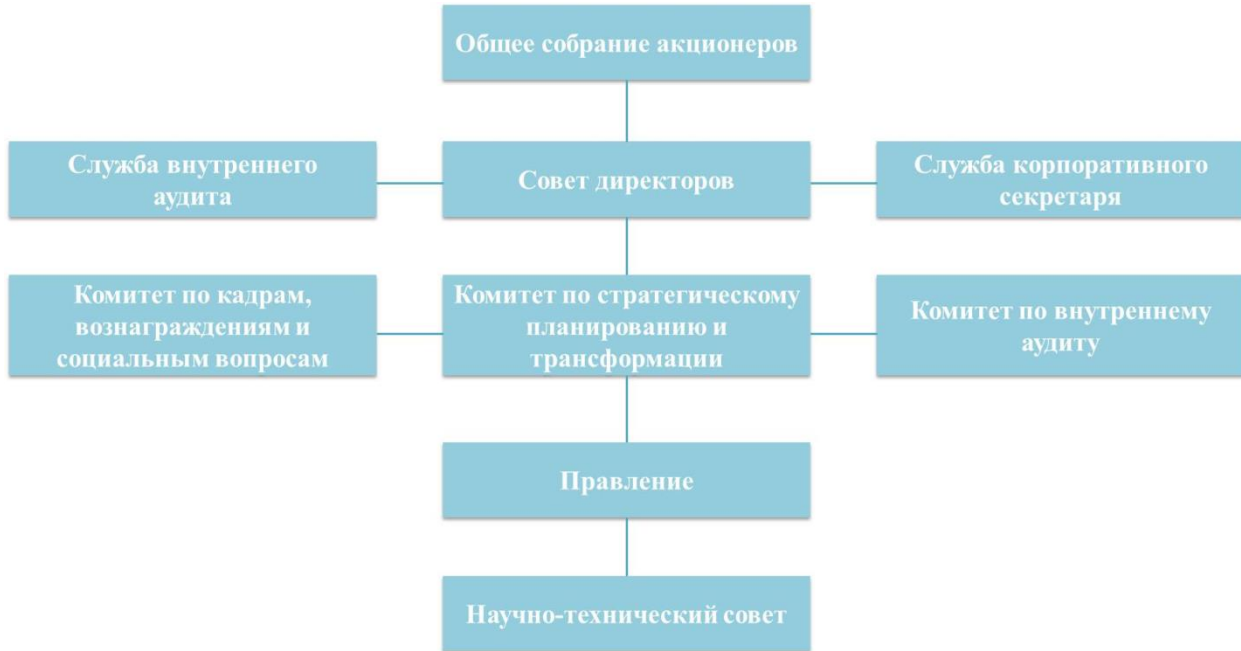 Общее собрание акционеров
Служба внутреннего
аудита
Совет директоров
Служба корпоративного
секретаря
Комитет по кадрам,
вознаграждениям и
социальным вопросам
Комитет по стратегическому
планированию и
трансформации
Комитет по внутреннему
аудиту
Правление
Научно-технический совет